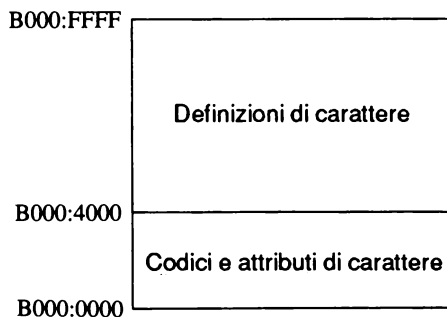 B000:FFFF
Definizioni di carattere
B000:4000
Codici e attributi di carattere
B000:0000